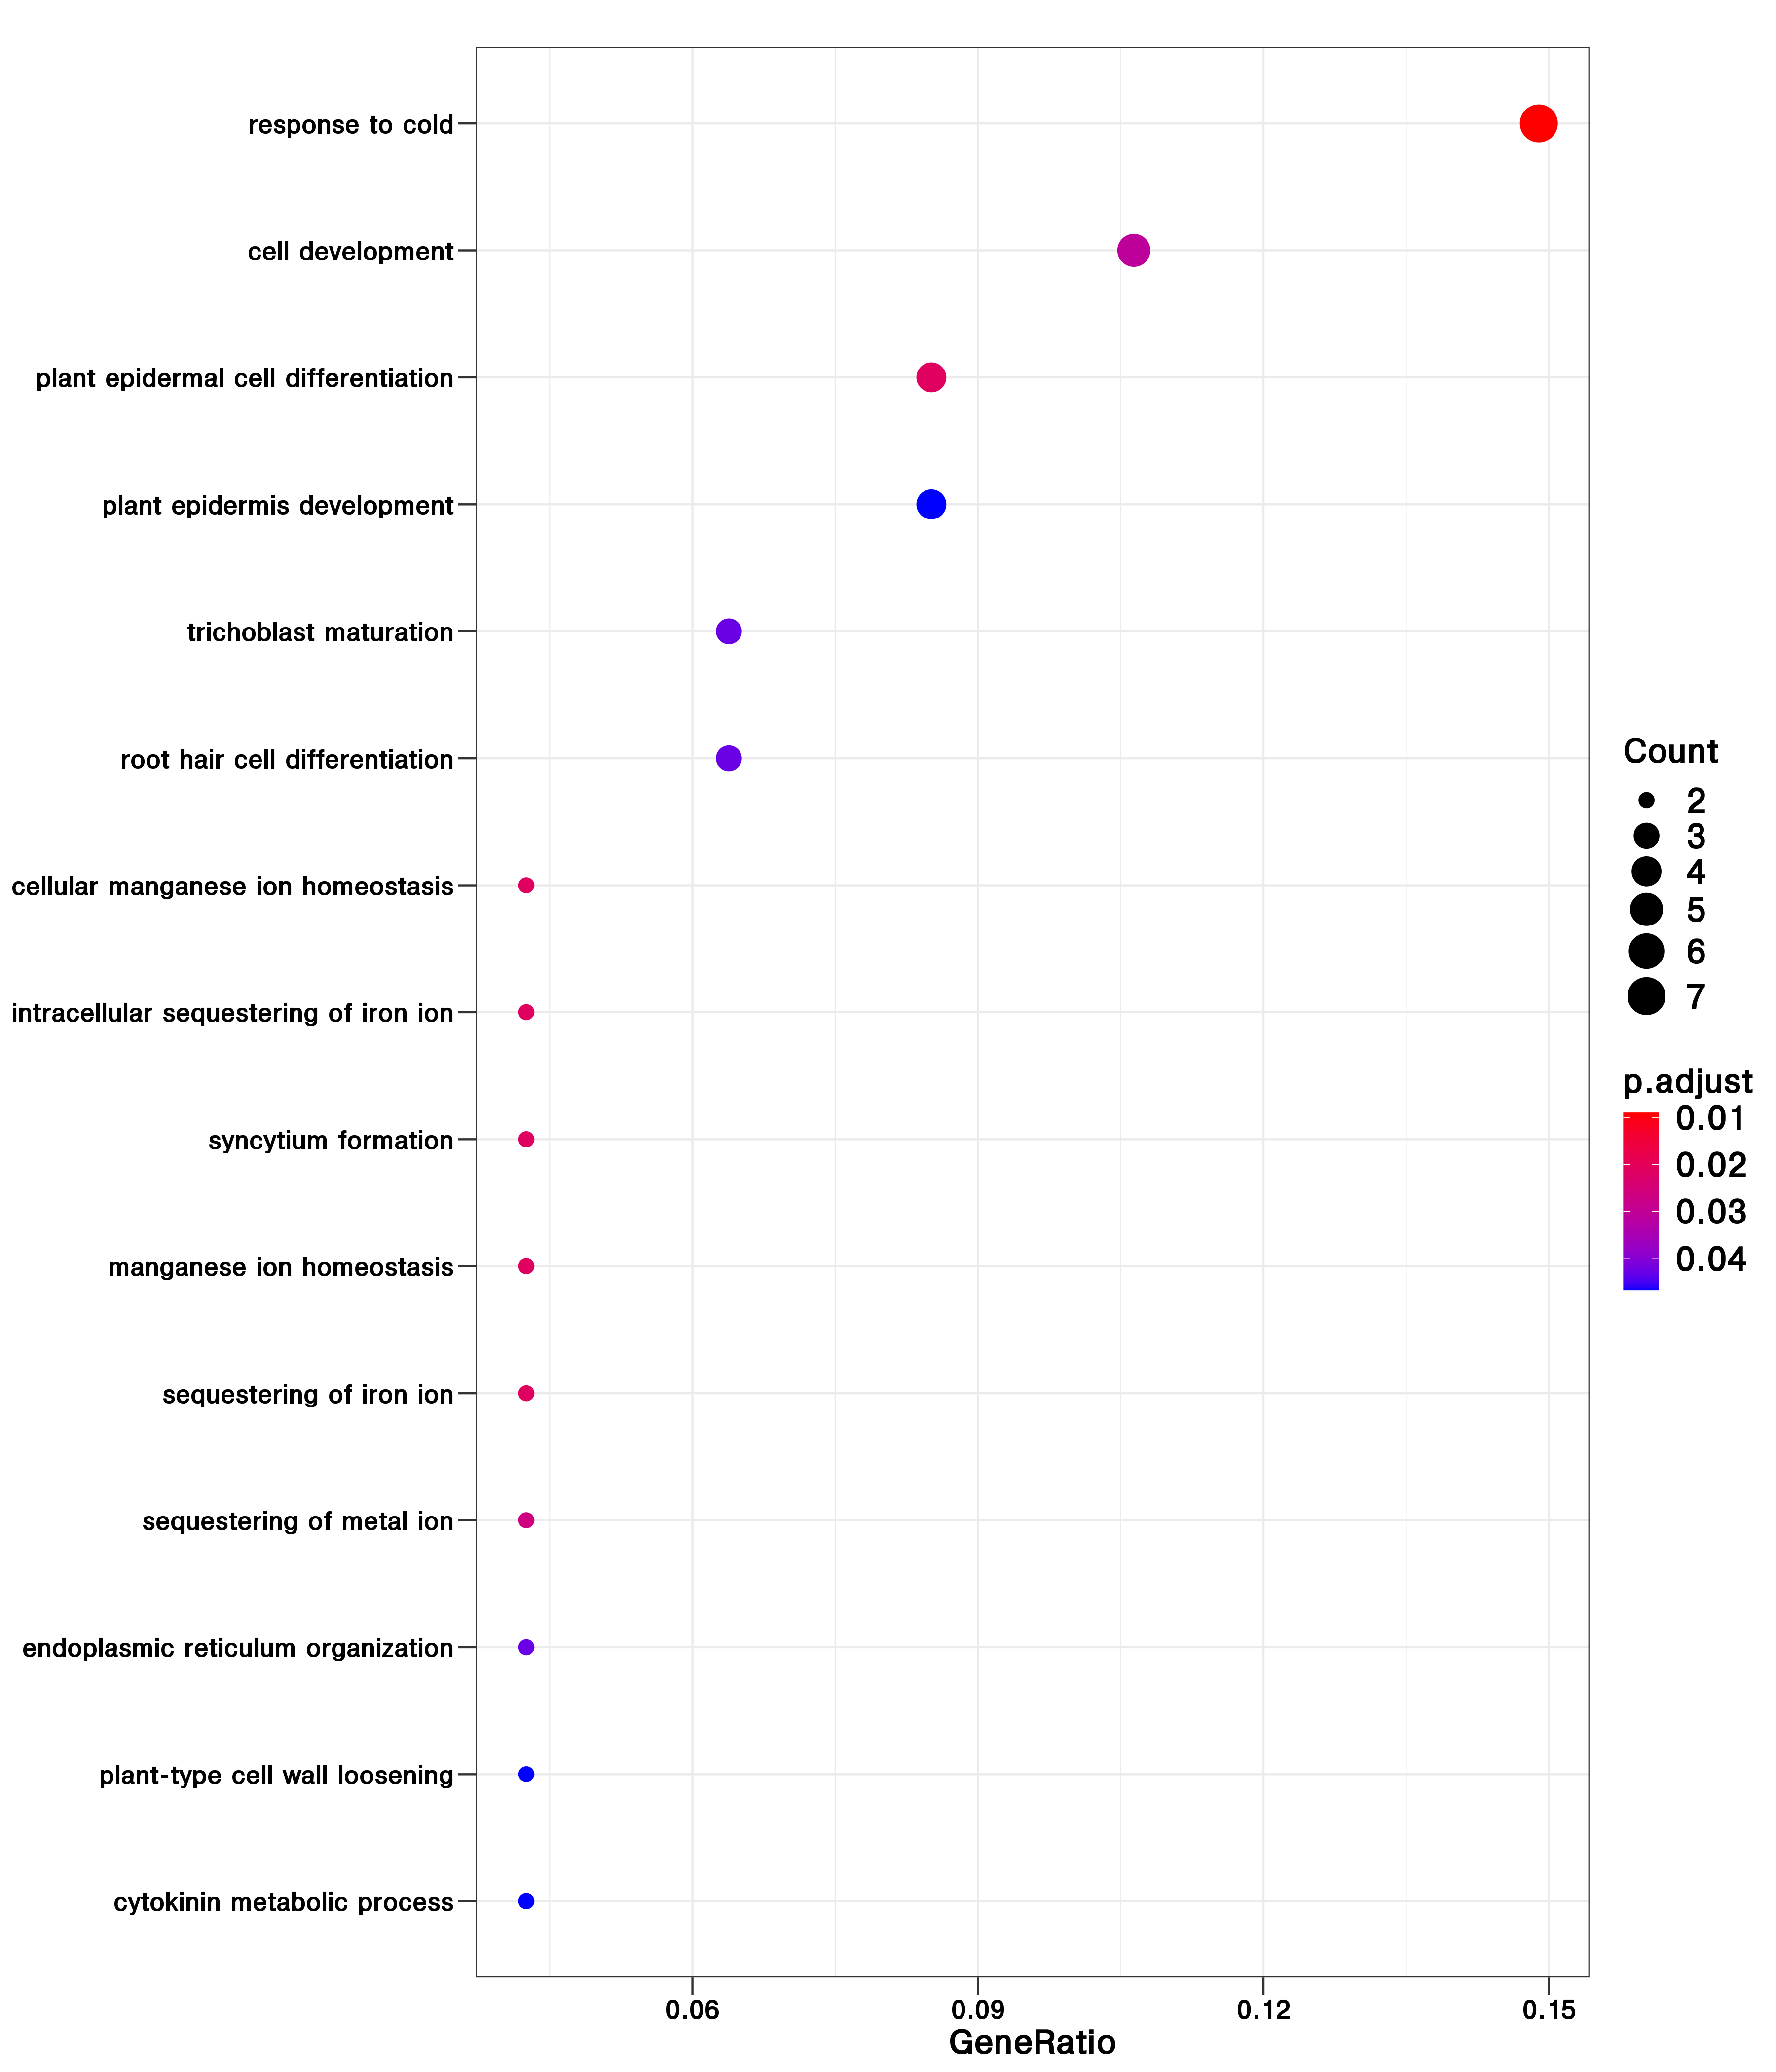 response to cold
cell development
plant epidermal cell differentiation
plant epidermis development
trichoblast maturation
root hair cell differentiation
cellular manganese ion homeostasis
intracellular sequestering of iron ion
syncytium formation
manganese ion homeostasis
sequestering of iron ion
sequestering of metal ion
endoplasmic reticulum organization
plant-type cell wall loosening
cytokinin metabolic process
0.06 0.09 0.12 0.15
GeneRatio
Count
2
3
4
5
6
7
p.adjust
0.01
0.02
0.03
0.04